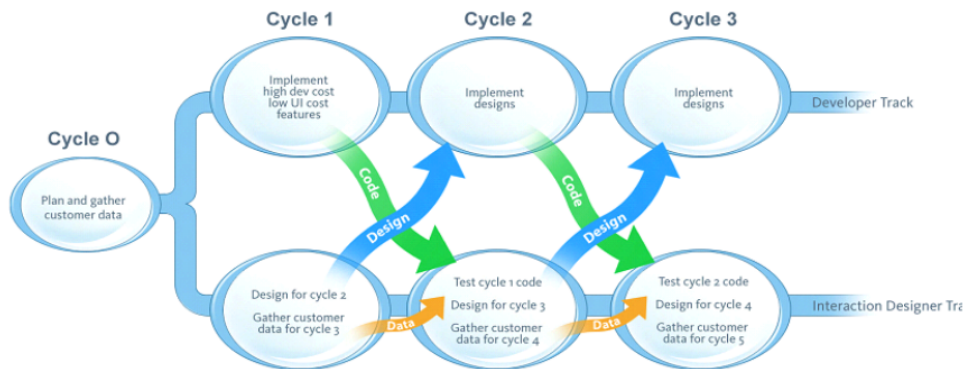 Cycle 1
Cycle 2
Cycle 3
Implement
high dev cost
low UI cost
features
Implement
designs
Implement
designs
Developer Track
Cycle O
Plan and gather
customer data
Code
Design
Code
Design
Design for cycle 2
Gather customer
data for cycle 3
Data
Test cycle 1 code
Design for cycle 3
Gather customer
data for cycle 4
Data
Test cycle 2 code
Design for cycle 4
Gather customer
data for cycle 5
Interaction Designer Tra